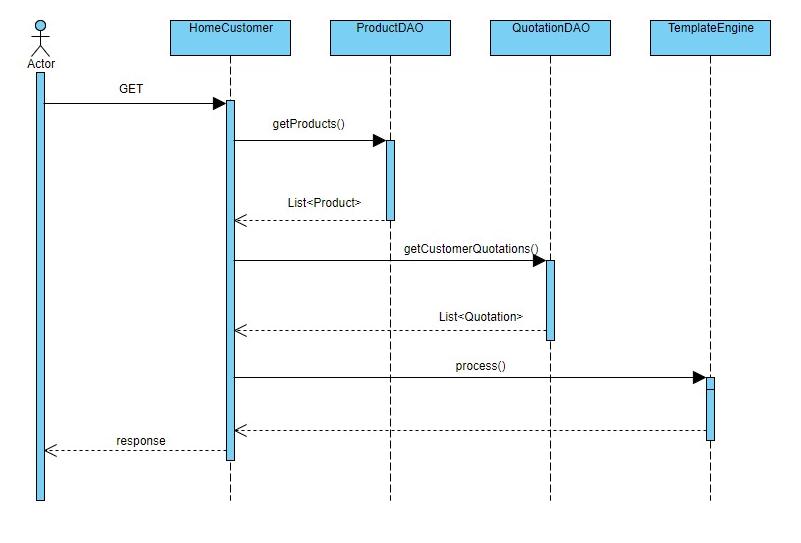 HomeCustomer
ProductDAO
QuotationDAO
TemplateEngine
Actor
GET
getProducts()
List<Product>
getCustomerQuotations()
List<Quotation>
process()
response